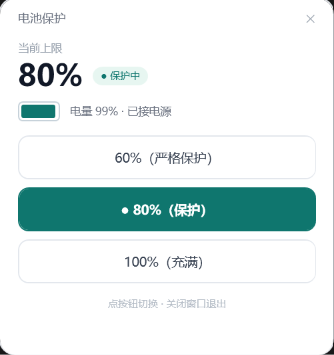 电池保护
当前上限
80% 保护中
电量 99% · 已接电源
60%（严格保护）
80%（保护）
100%（充满）
点按钮切换 · 关闭窗口退出